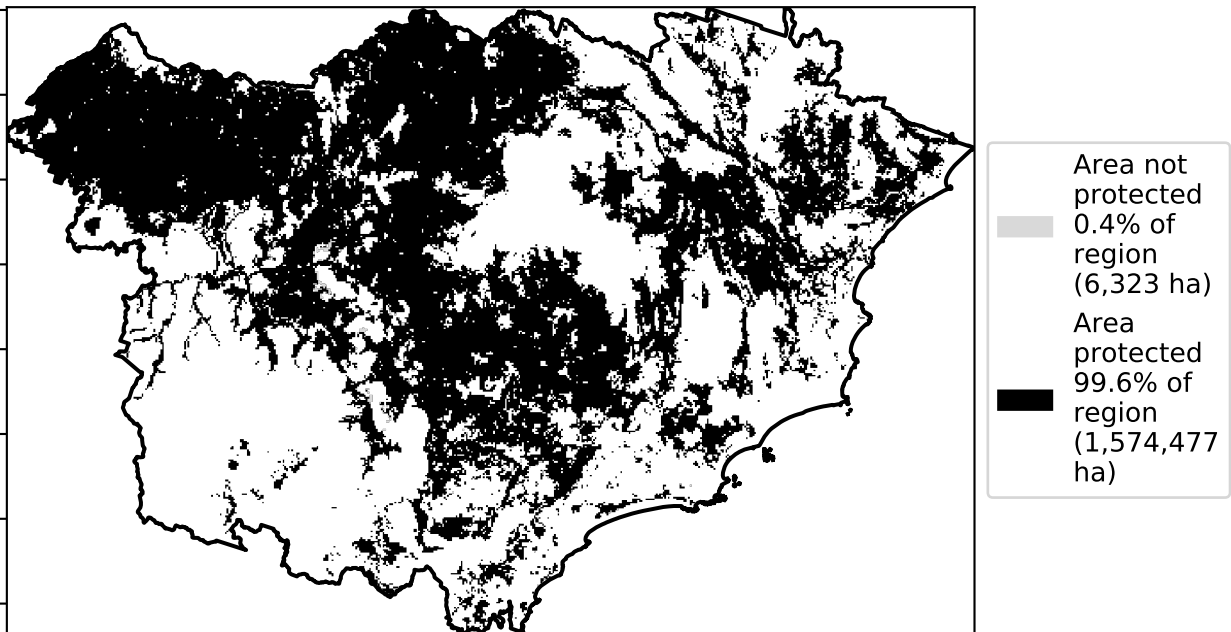 Area not
protected
0.4% of
region
(6,323 ha)
Area
protected
99.6% of
region
(1,574,477
ha)